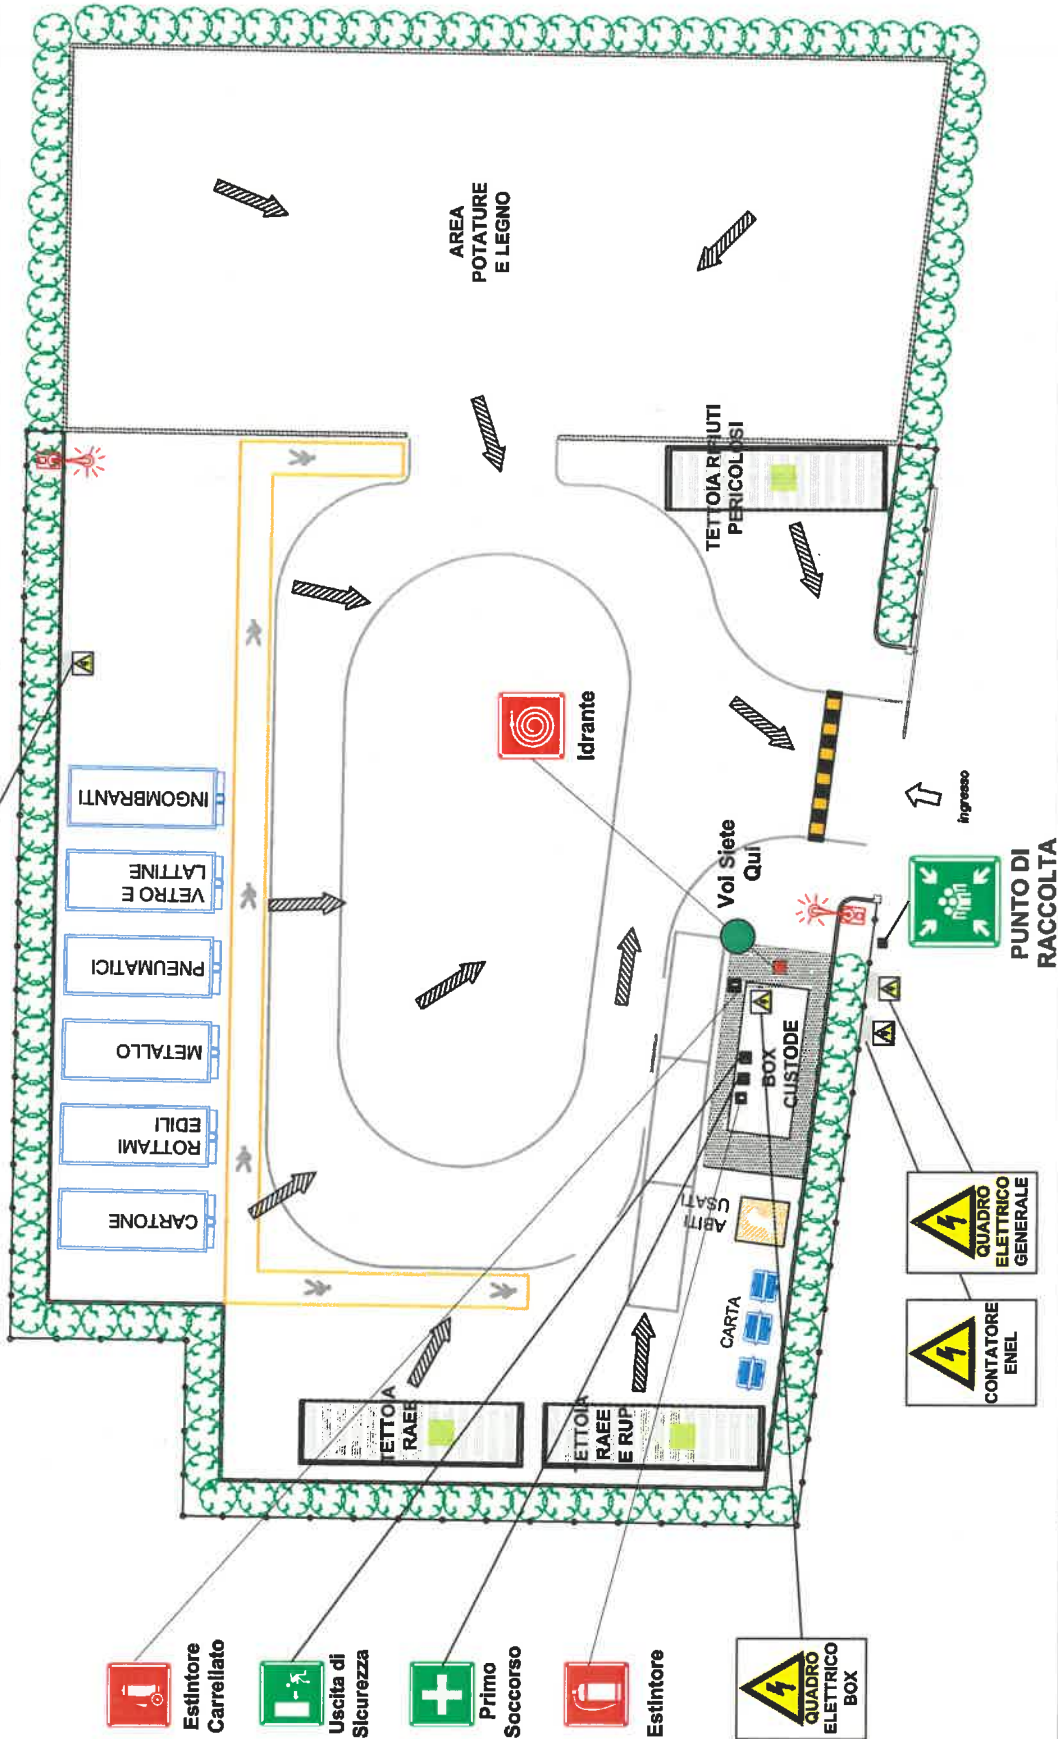 INGOMBRANTI
VETRO E
LATTINE
PNEUMATICI
METALLO
ROTTAMI
EDILI
CARTONE
AREA
POTATURE
E LEGNO
TETTOIA RIFIUTI
PERICOLOSI
Idrante
Voi Siete
Qui
ingresso
PUNTO DI
RACCOLTA
BOX
CUSTODE
ABITI
USATI
CARTA
TETTOIA
RAEE
TETTOIA
RAEE
E RUP
Estintore
Carrellato
Uscita di
Sicurezza
Primo
Soccorso
Estintore
QUADRO
ELETTRICO
BOX
CONTATORE
ENEL
QUADRO
ELETTRICO
GENERALE